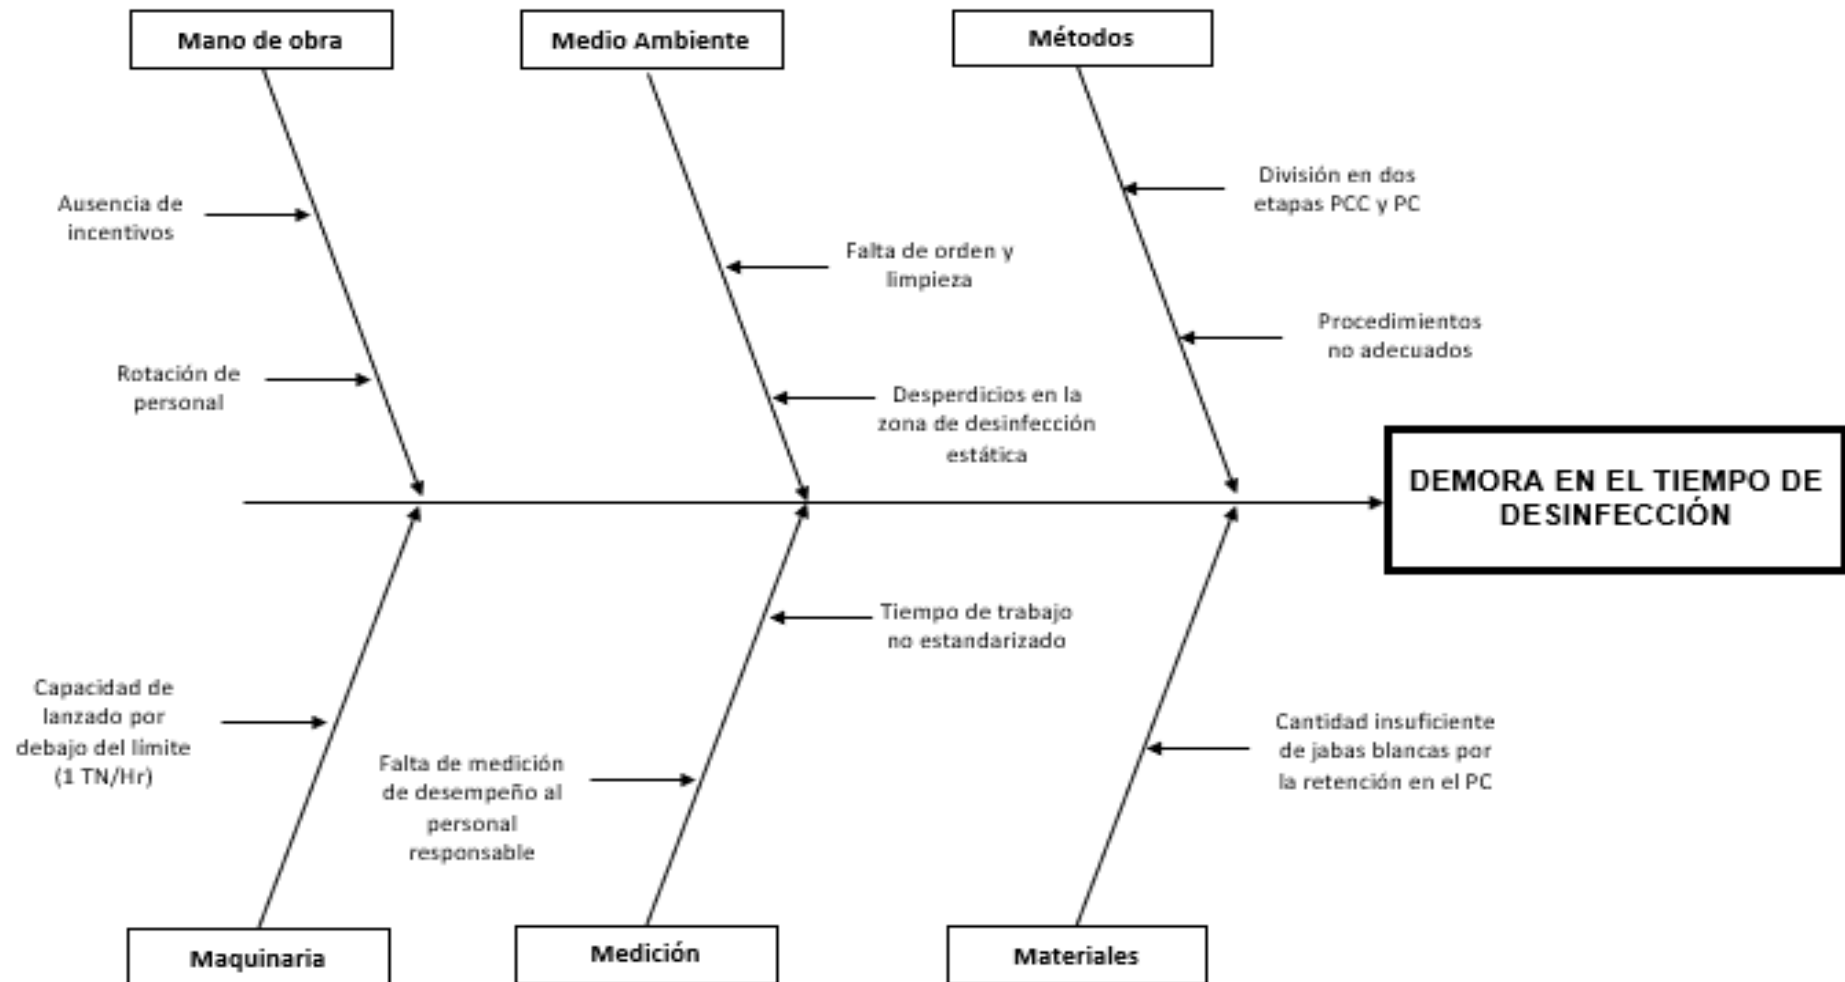 Mano de obra
Medio Ambiente
Métodos
Ausencia de
incentivos
Rotación de
personal
Falta de orden y
limpieza
Desperdicios en la
zona de desinfección
estática
División en dos
etapas PCC y PC
Procedimientos
no adecuados
DEMORA EN EL TIEMPO DE
DESINFECCIÓN
Capacidad de
lanzado por
debajo del limite
(1 TN/Hr)
Falta de medición
de desempeño al
personal
responsable
Tiempo de trabajo
no estandarizado
Cantidad insuficiente
de jabas blancas por
la retención en el PC
Maquinaria
Medición
Materiales